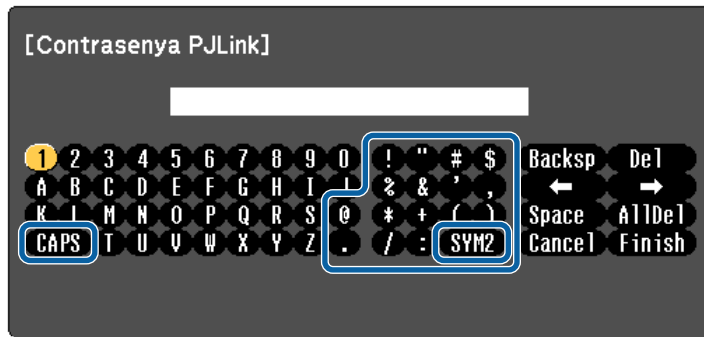 [Contrasenya PJLink]
1 2 3 4 5 6 7 8 9 0 ! " # $ Backsp Del
A B C D E F G H I J % & ' , ← →
K L M N O P Q R S @ * + ( ) Space AllDel
CAPS T U V W X Y Z . / : SYM2 Cancel Finish